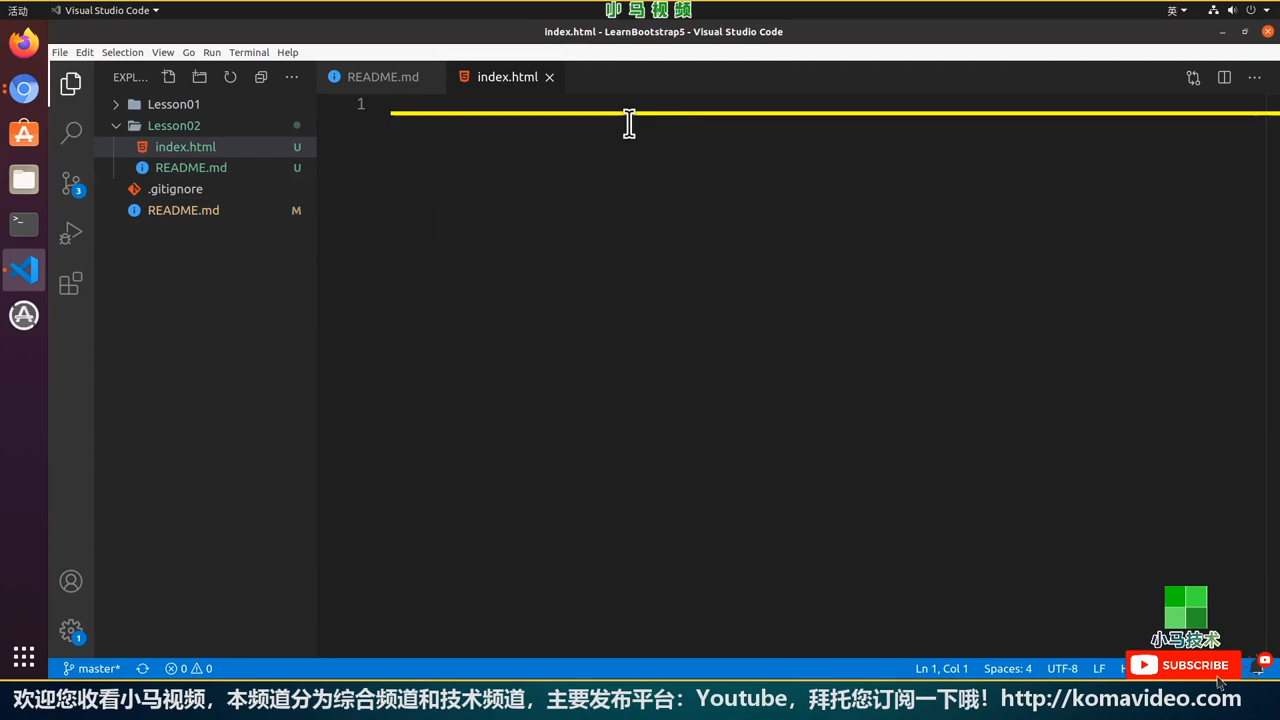 小马视频
活动
Visual Studio Code
英
index.html - LearnBootstrap5 - Visual Studio Code
File Edit Selection View Go Run Terminal Help
EXPL...
README.md
index.html
1
Lesson01
Lesson02
index.html U
README.md U
.gitignore
README.md M
3
1
小马技术
SUBSCRIBE
master*
0 0
Ln 1, Col 1
Spaces: 4
UTF-8
LF
欢迎您收看小马视频，本频道分为综合频道和技术频道，主要发布平台：Youtube，拜托您订阅一下哦！http://komavideo.com